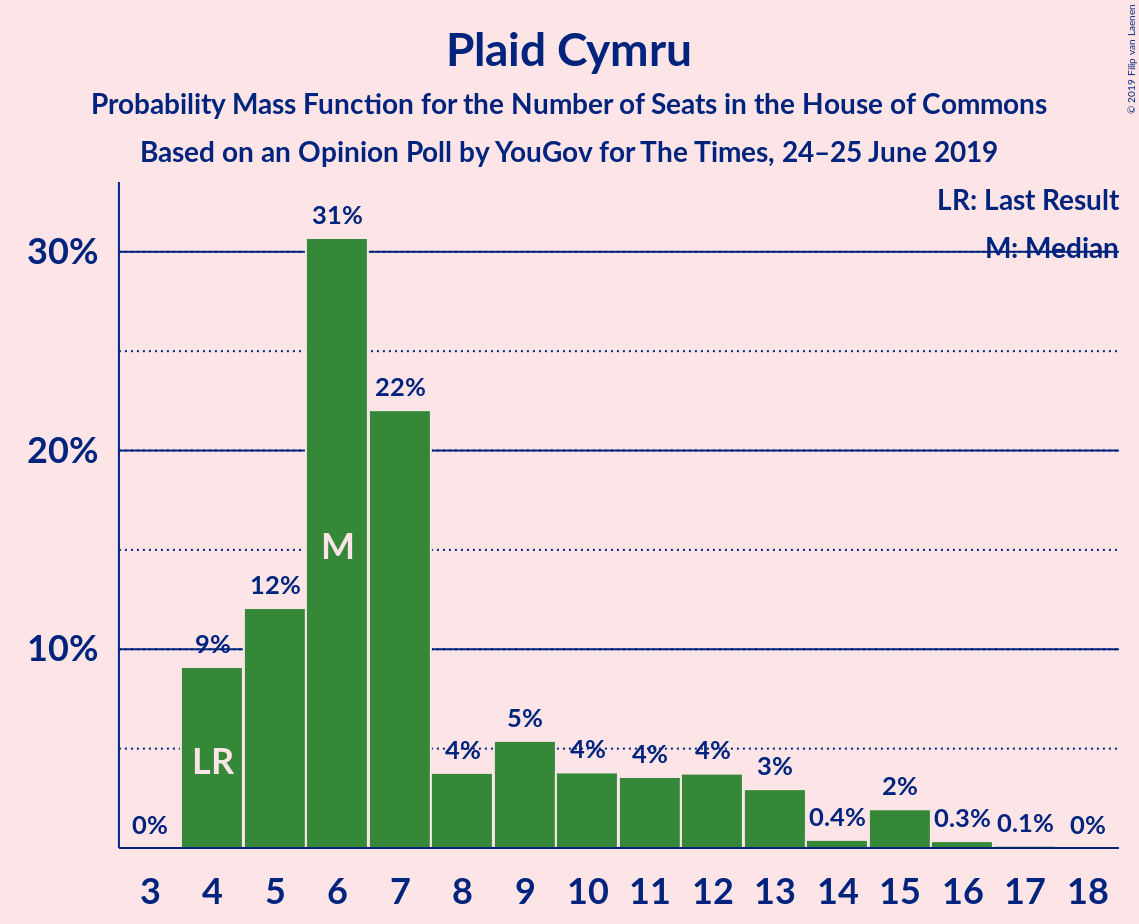 Plaid Cymru
Probability Mass Function for the Number of Seats in the House of Commons
Based on an Opinion Poll by YouGov for The Times, 24–25 June 2019
© 2019 Filip van Laenen
LR: Last Result
M: Median
30%
20%
10%
0%
9%
12%
31%
22%
4%
5%
4%
4%
4%
3%
0.4%
2%
0.3%
0.1%
0%
LR
M
3 4 5 6 7 8 9 10 11 12 13 14 15 16 17 18